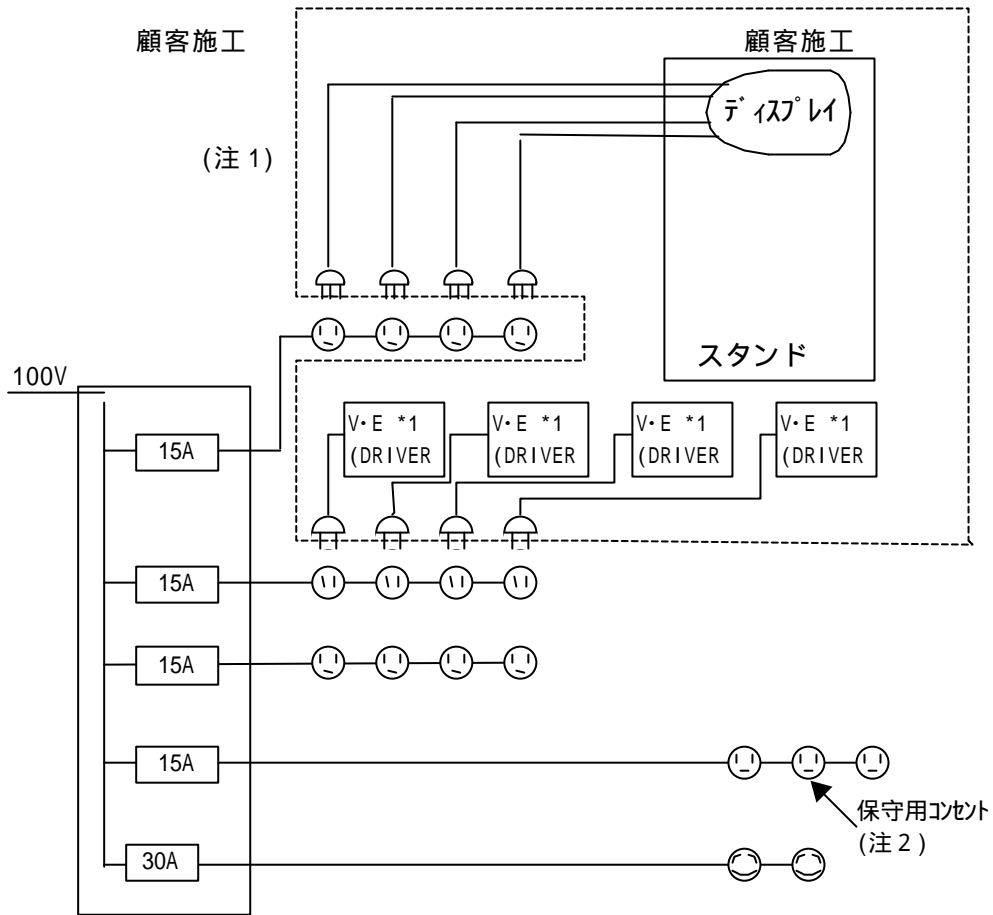 顧客施工
顧客施工
ディスプレイ
(注1)
スタンド
100V
15A
V・E *1
(DRIVER
V・E *1
(DRIVER
V・E *1
(DRIVER
V・E *1
(DRIVER
15A
15A
15A
保守用コンセント
(注2)
30A